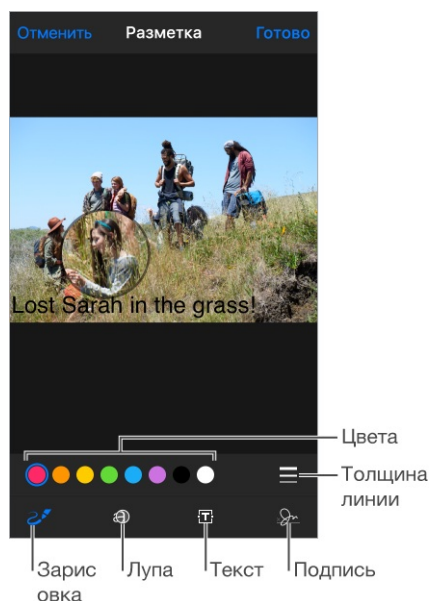 Отменить Разметка Готово
Lost Sarah in the grass!
Цвета
Толщина
линии
Зарис Лупа Текст Подпись
овка